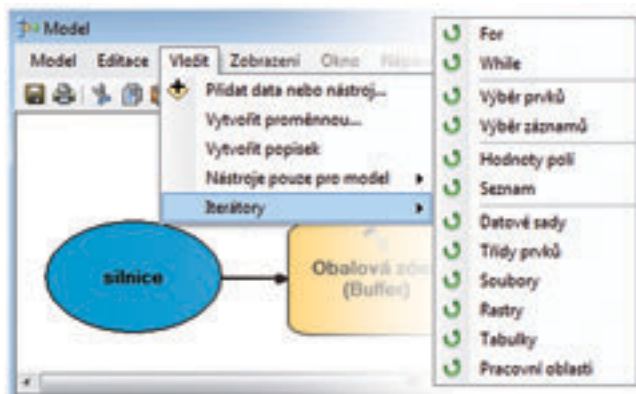 Model
Model Editace Vložit Zobrazení Okno
Přidat data nebo nástroj...
Vytvořit proměnnou...
Vytvořit popisek
Nástroje pouze pro model
Iterátory
For
While
Výběr prvků
Výběr záznamů
Hodnoty polí
Seznam
Datové sady
Třídy prvků
Soubory
Rastry
Tabulky
Pracovní oblasti
silnice
Obalová
(Buffer)